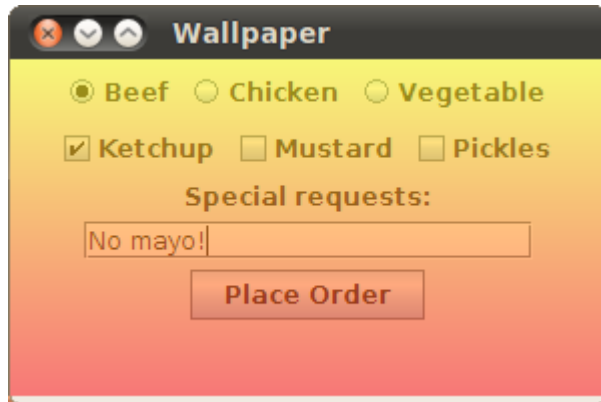 Wallpaper
Beef Chicken Vegetable
Ketchup Mustard Pickles
Special requests:
No mayo!
Place Order